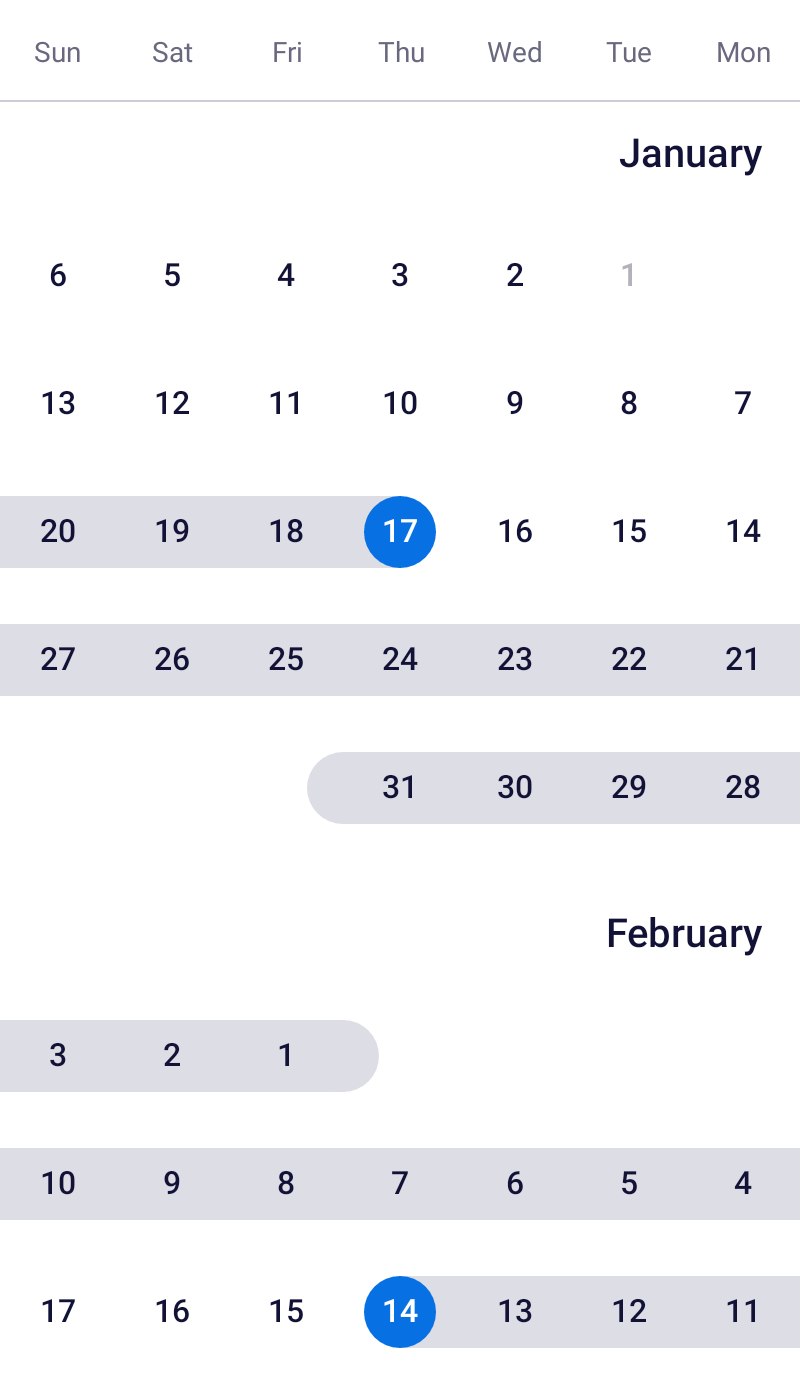 Sun Sat Fri Thu Wed Tue Mon
January
6 5 4 3 2 1
13 12 11 10 9 8 7
20 19 18 17 16 15 14
27 26 25 24 23 22 21
31 30 29 28
February
3 2 1
10 9 8 7 6 5 4
17 16 15 14 13 12 11